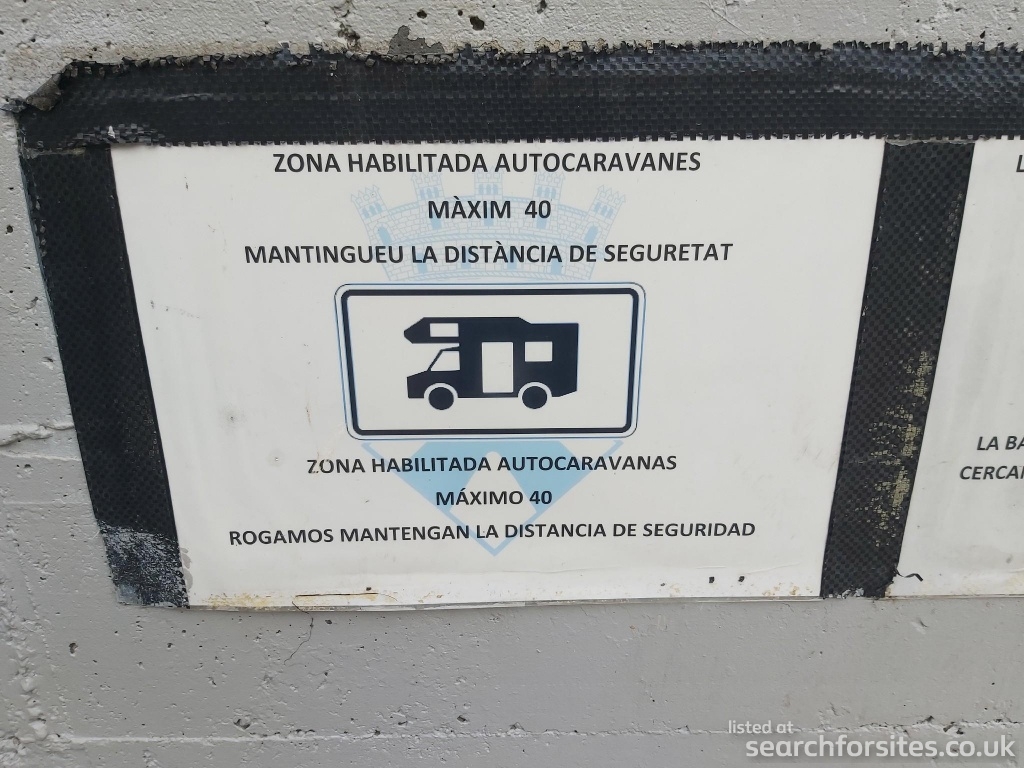 ZONA HABILITADA AUTOCARAVANES
MÀXIM 40
MANTINGUEU LA DISTÀNCIA DE SEGURETAT
ZONA HABILITADA AUTOCARAVANAS
MÁXIMO 40
ROGAMOS MANTENGAN LA DISTANCIA DE SEGURIDAD
LA
listed at
searchforsites.co.uk